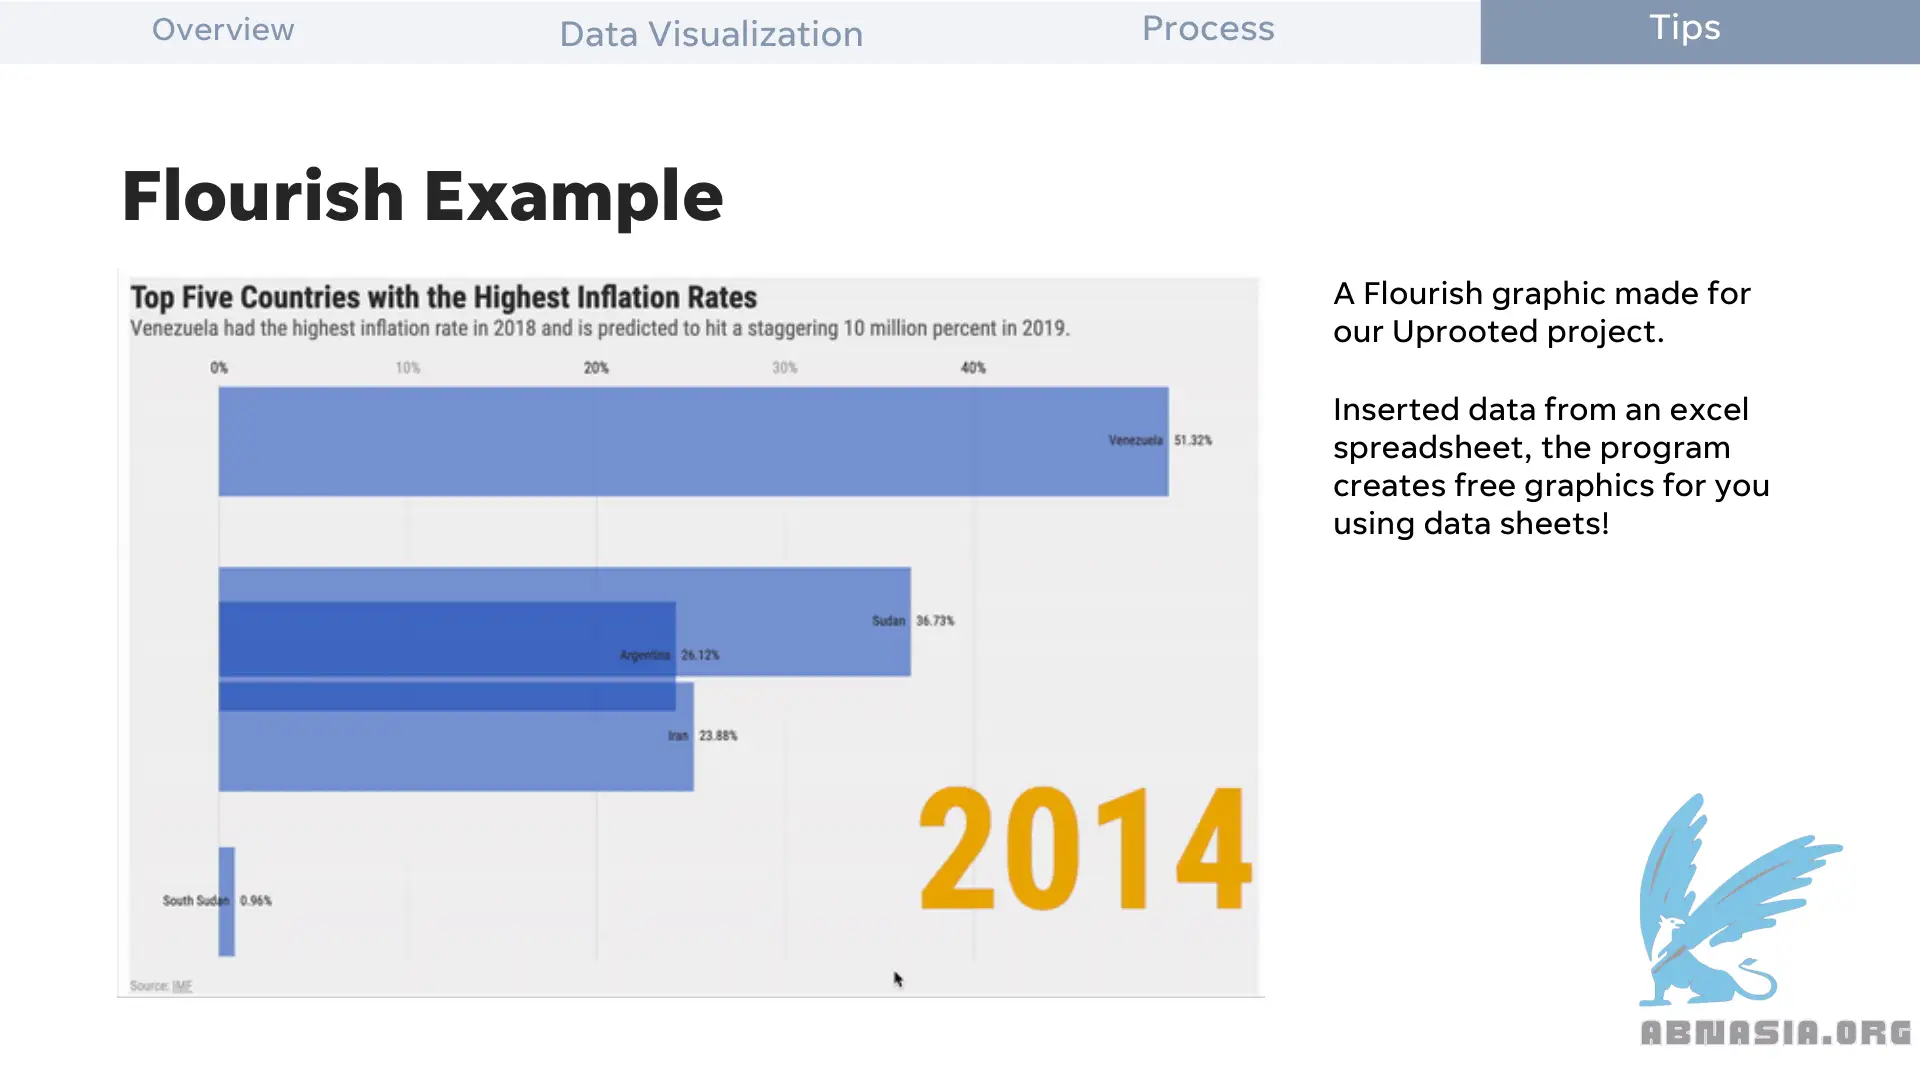 Overview
Data Visualization
Process
Tips
Flourish Example
Top Five Countries with the Highest Inflation Rates
Venezuela had the highest inflation rate in 2018 and is predicted to hit a staggering 10 million percent in 2019.
0% 10% 20% 30% 40%
Venezuela 51.32%
Sudan 36.73%
Argentina 26.12%
Iran 23.88%
South Sudan 0.96%
2014
Source: IMF
A Flourish graphic made for
our Uprooted project.
Inserted data from an excel
spreadsheet, the program
creates free graphics for you
using data sheets!
ABNASIA.ORG